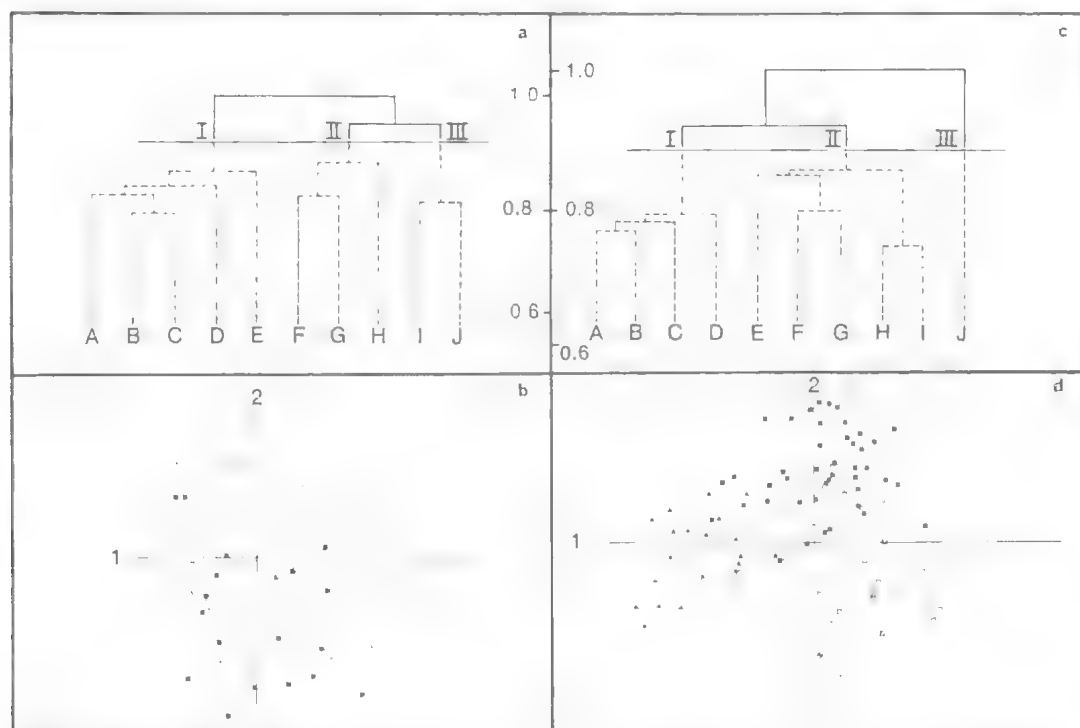 a
I II III
1 0
0.8
0 6
A B C D E F G H I J
c
1.0
I II III
0.8
0.6
A B C D E F G H I J
b
2
1
d
2
1